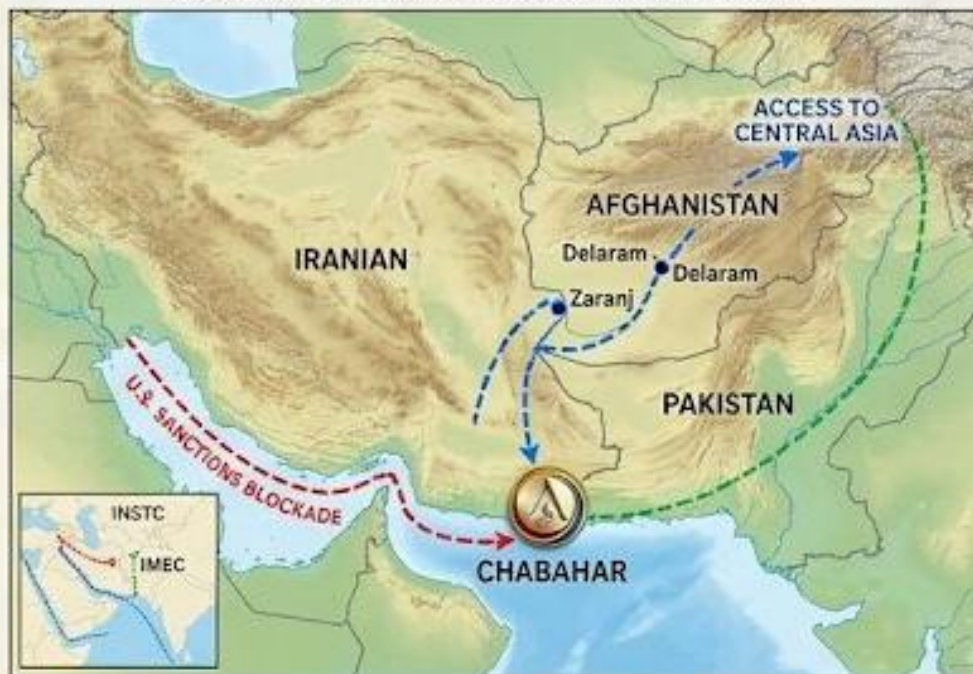 ACCESS TO
CENTRAL ASIA
AFGHANISTAN
IRANIAN
Delaram
Delaram
Zaranj
PAKISTAN
U.S. SANCTIONS BLOCKADE
INSTC
IMEC
CHABAHAR